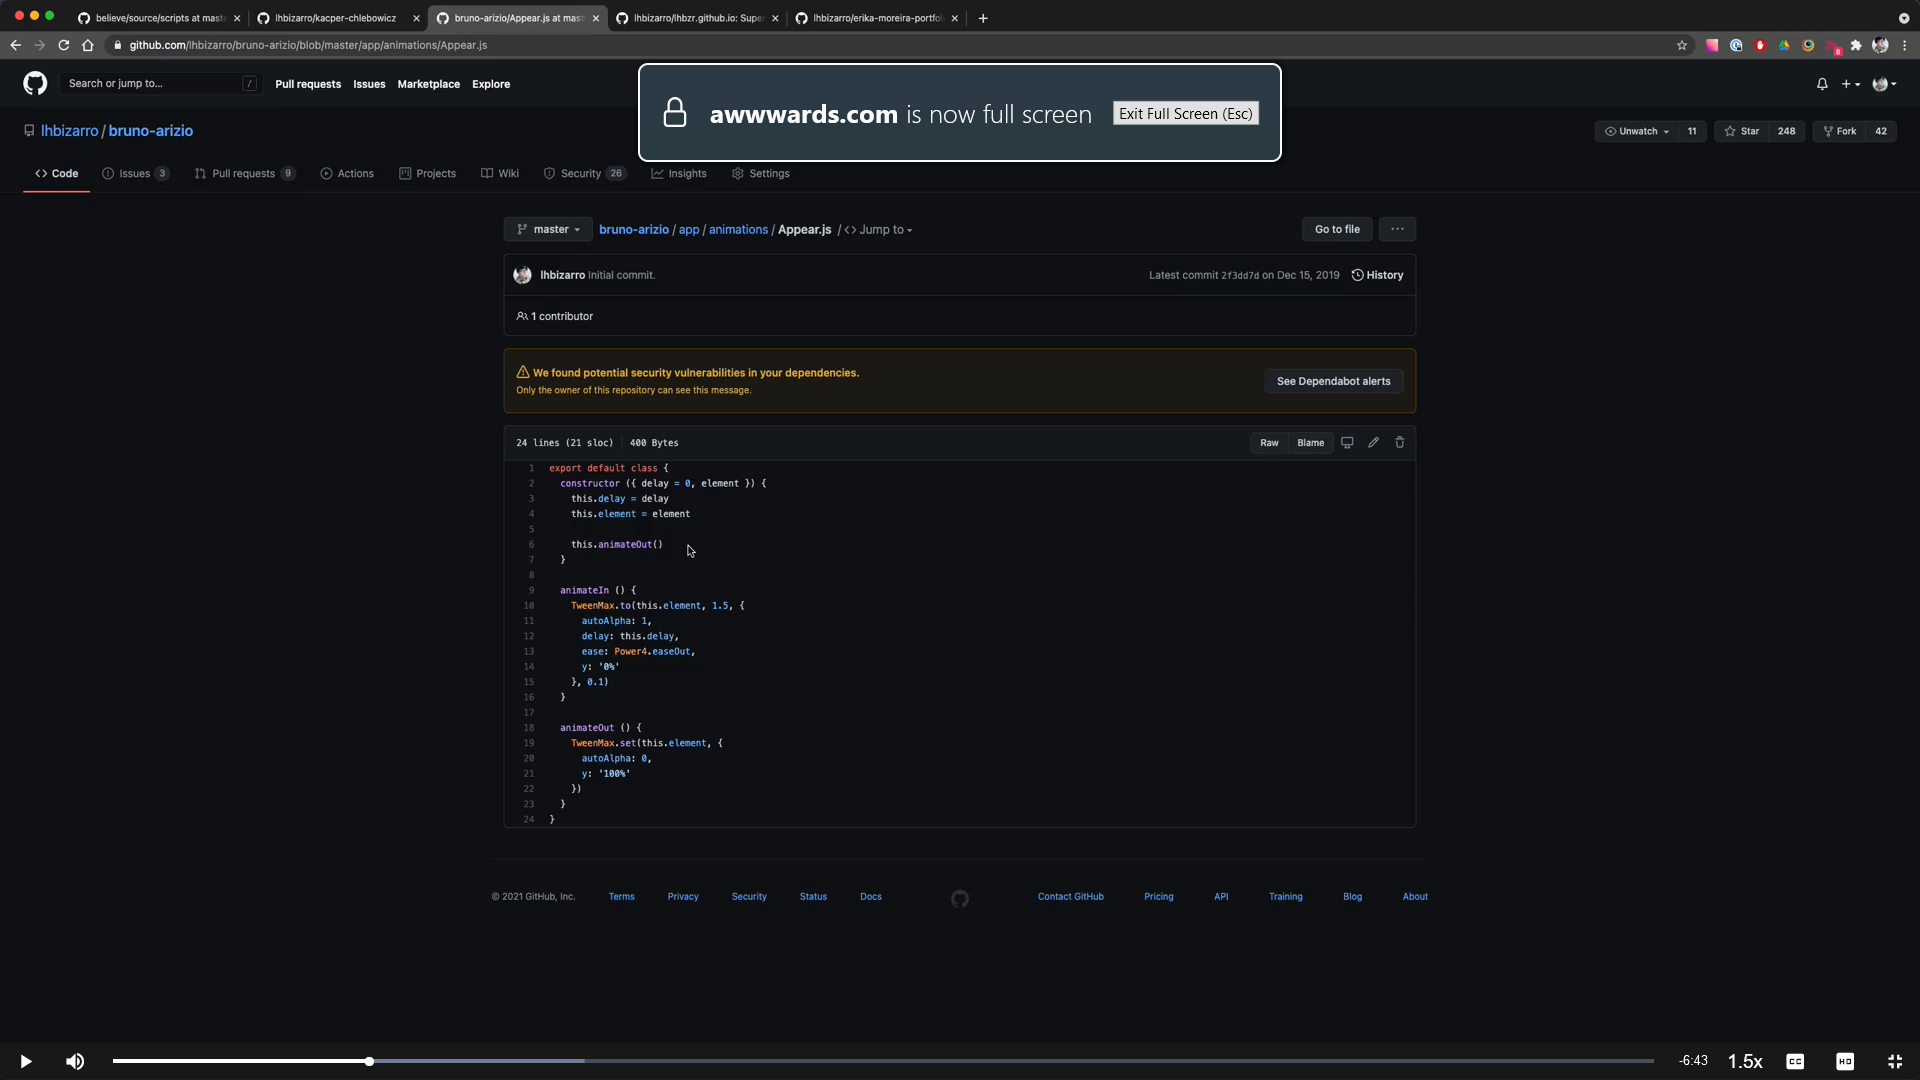 believe/source/scripts at mast
lhbizarro/kacper-chlebowicz
bruno-arizio/Appear.js at mast
lhbizarro/lhbzr.github.io: Super
lhbizarro/erika-moreira-portfol
github.com/lhbizarro/bruno-arizio/blob/master/app/animations/Appear.js
8
Search or jump to...
/
Pull requests
Issues
Marketplace
Explore
awwwards.com is now full screen
Exit Full Screen (Esc)
lhbizarro / bruno-arizio
Unwatch 11
Star 248
Fork 42
Code
Issues 3
Pull requests 9
Actions
Projects
Wiki
Security 26
Insights
Settings
master
bruno-arizio / app / animations / Appear.js / <> Jump to
Go to file
...
lhbizarro Initial commit.
Latest commit 2f3dd7d on Dec 15, 2019
History
1 contributor
We found potential security vulnerabilities in your dependencies.
Only the owner of this repository can see this message.
See Dependabot alerts
24 lines (21 sloc) 400 Bytes
Raw
Blame
1 export default class {
2 constructor ({ delay = 0, element }) {
3 this.delay = delay
4 this.element = element
5
6 this.animateOut()
7 }
8
9 animateIn () {
10 TweenMax.to(this.element, 1.5, {
11 autoAlpha: 1,
12 delay: this.delay,
13 ease: Power4.easeOut,
14 y: '0%'
15 }, 0.1)
16 }
17
18 animateOut () {
19 TweenMax.set(this.element, {
20 autoAlpha: 0,
21 y: '100%'
22 })
23 }
24 }
© 2021 GitHub, Inc.
Terms
Privacy
Security
Status
Docs
Contact GitHub
Pricing
API
Training
Blog
About
-6:43
1.5x
CC
HD